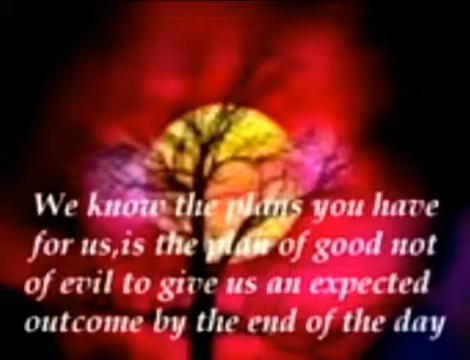 We know the plans you have
for us,is the plan of good not
of evil to give us an expected
outcome by the end of the day